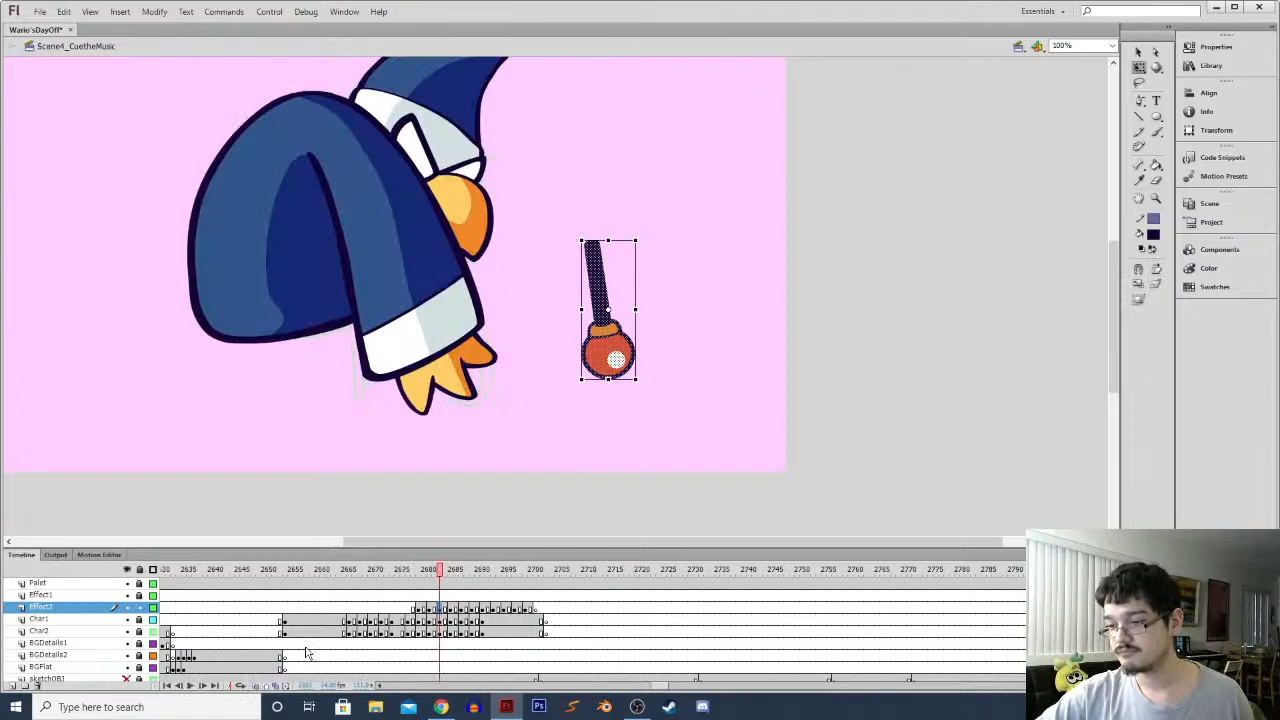 Fl File Edit View Insert Modify Text Commands Control Debug Window Help Essentials
Wario'sDayOff* ×
Scene4_CuetheMusic 100%
Properties
Library
Align
Info
Transform
Code Snippets
Motion Presets
Scene
Project
Components
Color
Swatches
Timeline Output Motion Editor
2635 2640 2645 2650 2655 2660 2665 2670 2675 2680 2685 2690 2695 2700 2705 2710 2715 2720 2725 2730 2735 2740 2745 2750 2755 2760 2765 2770 2775 2780 2785 2790
Palet
Effect1
Effect2
Char1
Char2
BGDetails1
BGDetails2
BGFlat
sketchOBJ
Type here to search